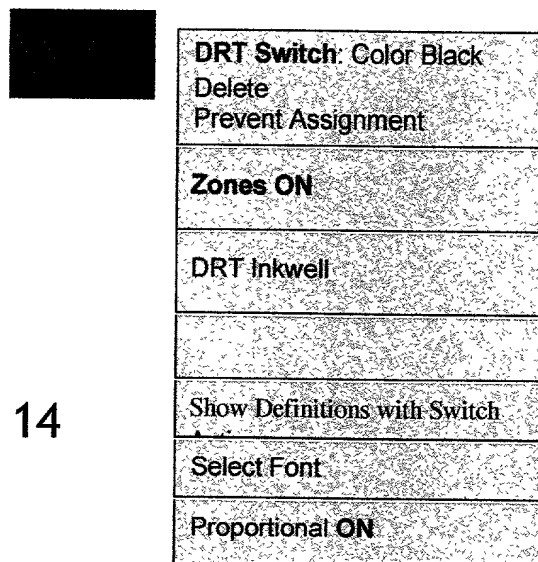 DRT Switch: Color Black
Delete
Prevent Assignment
Zones ON
DRT Inkwell
14
Show Definitions with Switch
Select Font
Proportional ON